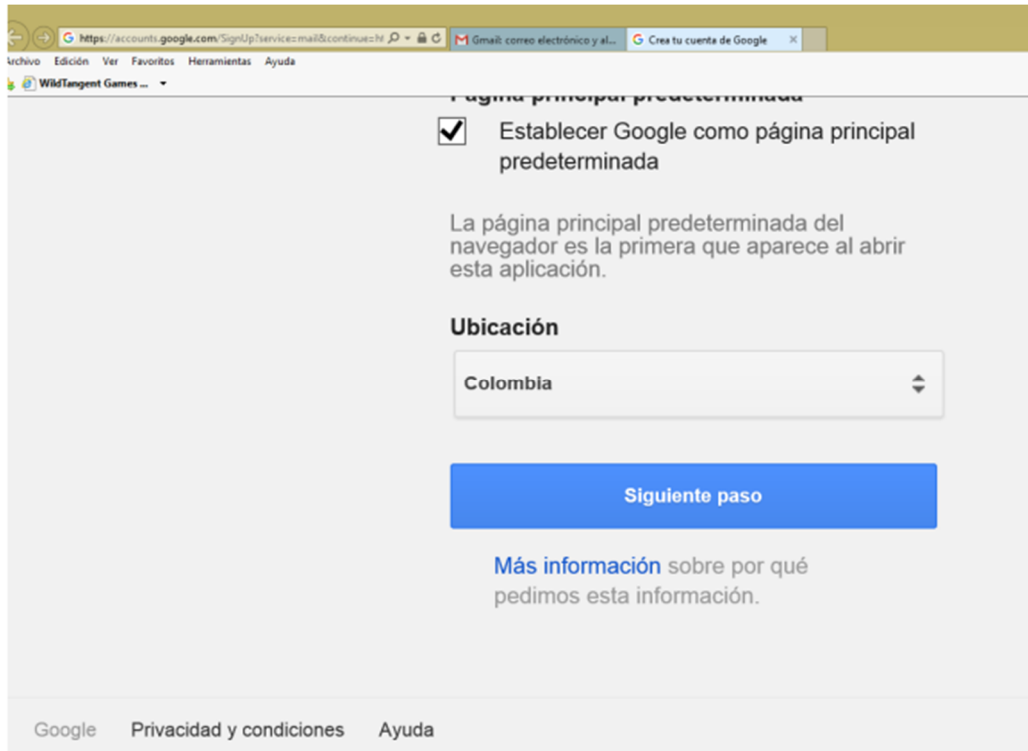 https://accounts.google.com/SignUp?service=mail&continue=ht
Gmail: correo electrónico y al...
Crea tu cuenta de Google
Archivo Edición Ver Favoritos Herramientas Ayuda
WildTangent Games ...
Página principal predeterminada
Establecer Google como página principal
predeterminada
La página principal predeterminada del
navegador es la primera que aparece al abrir
esta aplicación.
Ubicación
Colombia
Siguiente paso
Más información sobre por qué
pedimos esta información.
Google Privacidad y condiciones Ayuda